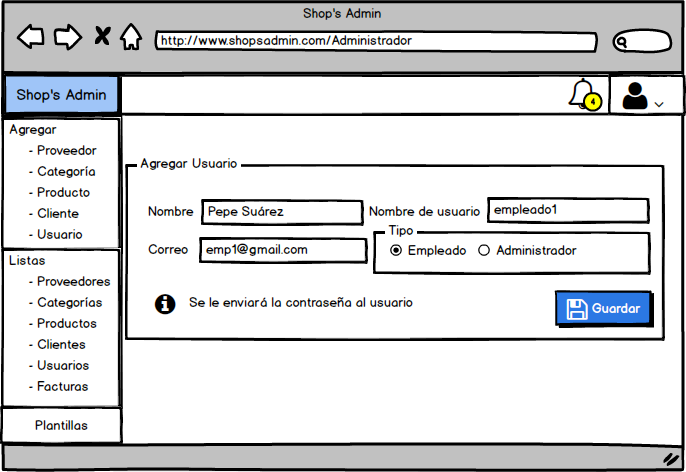 Shop's Admin
http://www.shopsadmin.com/Administrador
Shop's Admin
4
Agregar
- Proveedor
- Categoría
- Producto
- Cliente
- Usuario
Listas
- Proveedores
- Categorías
- Productos
- Clientes
- Usuarios
- Facturas
Plantillas
Agregar Usuario
Nombre Pepe Suárez Nombre de usuario empleado1
Correo emp1@gmail.com
Tipo
Empleado Administrador
Se le enviará la contraseña al usuario
Guardar